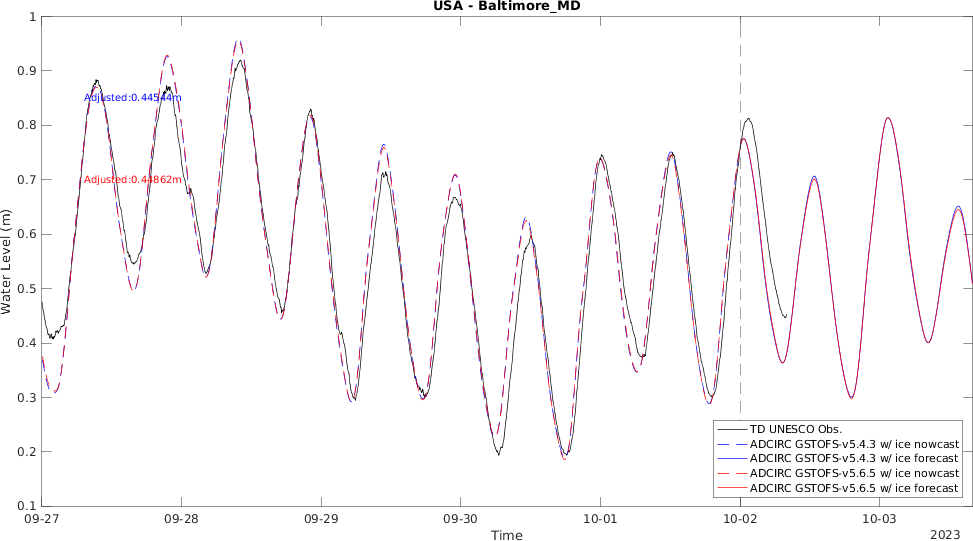 USA - Baltimore_MD
1
0.9
0.8
0.7
0.6
0.5
0.4
0.3
0.2
0.1
Water Level (m)
Adjusted:0.44544m
Adjusted:0.44862m
TD UNESCO Obs.
ADCIRC GSTOFS-v5.4.3 w/ ice nowcast
ADCIRC GSTOFS-v5.4.3 w/ ice forecast
ADCIRC GSTOFS-v5.6.5 w/ ice nowcast
ADCIRC GSTOFS-v5.6.5 w/ ice forecast
09-27 09-28 09-29 09-30 10-01 10-02 10-03
Time
2023